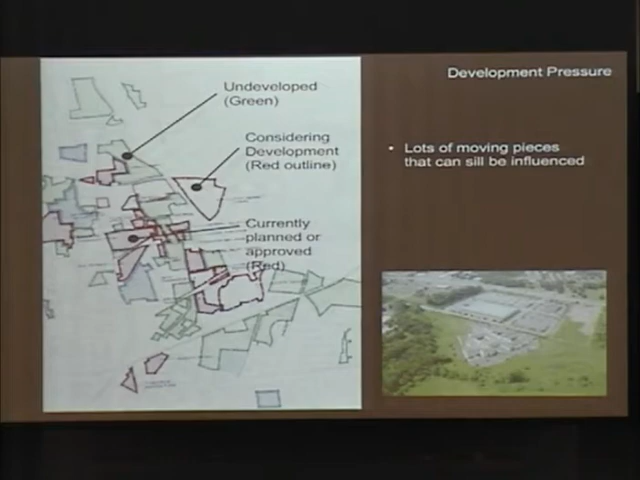 Development Pressure
Undeveloped
(Green)
Considering
Development
(Red outline)
Currently
planned or
approved
(Red)
• Lots of moving pieces
that can sill be influenced